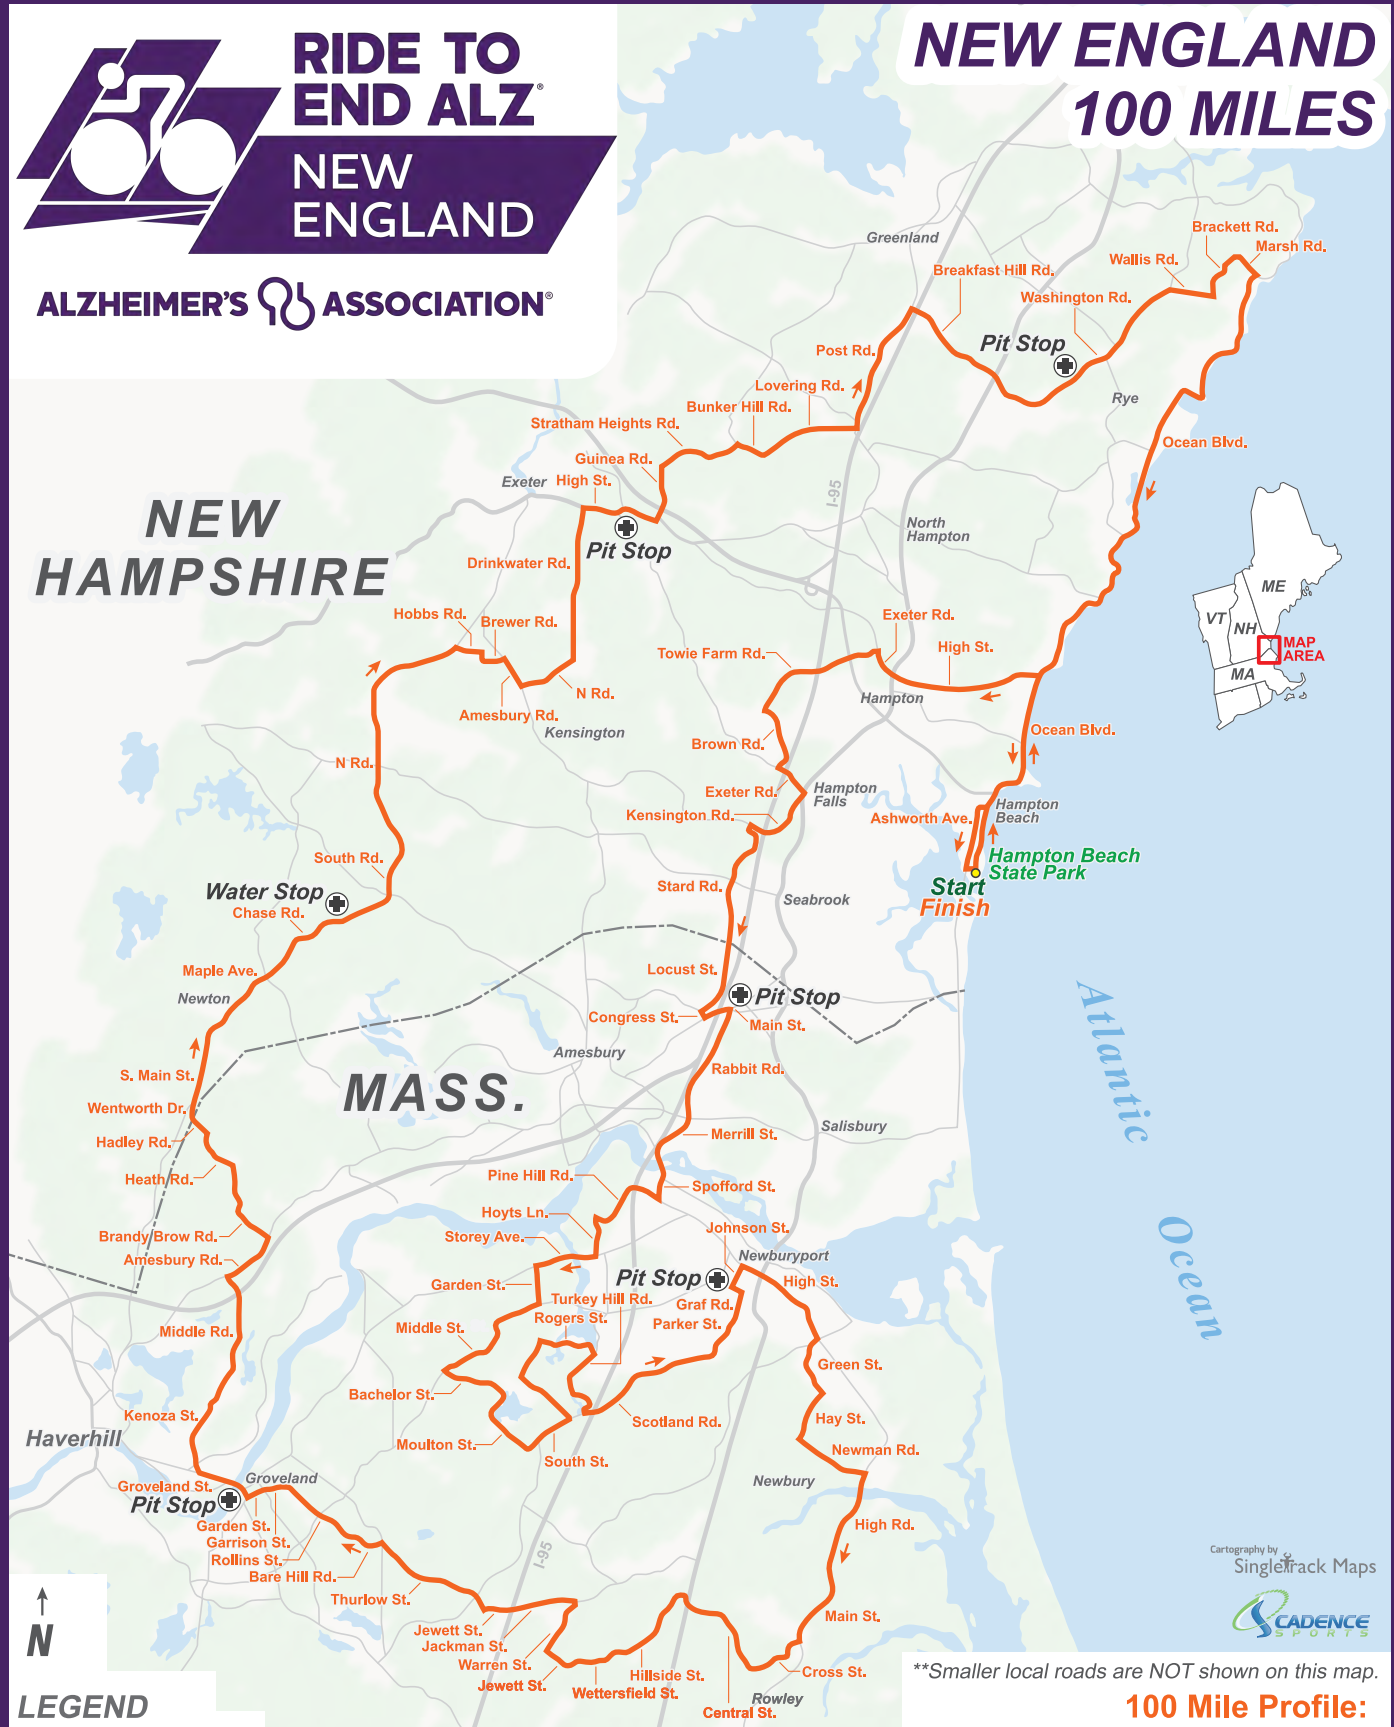 RIDE TO
END ALZ®
NEW
ENGLAND
ALZHEIMER'S ASSOCIATION®
NEW ENGLAND
100 MILES
Greenland
Brackett Rd.
Marsh Rd.
Wallis Rd.
Breakfast Hill Rd.
Washington Rd.
Pit Stop
Post Rd.
Rye
Lovering Rd.
Bunker Hill Rd.
Stratham Heights Rd.
Ocean Blvd.
Guinea Rd.
High St.
Exeter
I-95
NEW
HAMPSHIRE
North
Hampton
Pit Stop
Drinkwater Rd.
ME
VT
NH
MAP
AREA
MA
Hobbs Rd.
Brewer Rd.
Exeter Rd.
High St.
Towie Farm Rd.
N Rd.
Hampton
Amesbury Rd.
Kensington
Ocean Blvd.
Brown Rd.
N Rd.
Exeter Rd.
Hampton
Falls
Hampton
Beach
Kensington Rd.
Ashworth Ave.
South Rd.
Hampton Beach
State Park
Start
Finish
Water Stop
Stard Rd.
Seabrook
Chase Rd.
Maple Ave.
Locust St.
Newton
Pit Stop
Congress St.
Main St.
Atlantic
Ocean
Amesbury
S. Main St.
Rabbit Rd.
MASS.
Wentworth Dr.
Hadley Rd.
Merrill St.
Salisbury
Heath Rd.
Pine Hill Rd.
Spofford St.
Hoyts Ln.
Brandy Brow Rd.
Storey Ave.
Johnson St.
Amesbury Rd.
Newburyport
Garden St.
Pit Stop
High St.
Turkey Hill Rd.
Graf Rd.
Rogers St.
Parker St.
Middle Rd.
Middle St.
Green St.
Bachelor St.
Kenoza St.
Scotland Rd.
Hay St.
Haverhill
Moulton St.
Newman Rd.
South St.
Groveland
Newbury
Groveland St.
Pit Stop
Garden St.
High Rd.
Garrison St.
Rollins St.
I-95
Bare Hill Rd.
Cartography by
SingleTrack Maps
Thurlow St.
Main St.
CADENCE
SPORTS
Jewett St.
Jackman St.
N
Warren St.
Hillside St.
Cross St.
Jewett St.
Wettersfield St.
Rowley
Central St.
**Smaller local roads are NOT shown on this map.
LEGEND
100 Mile Profile: